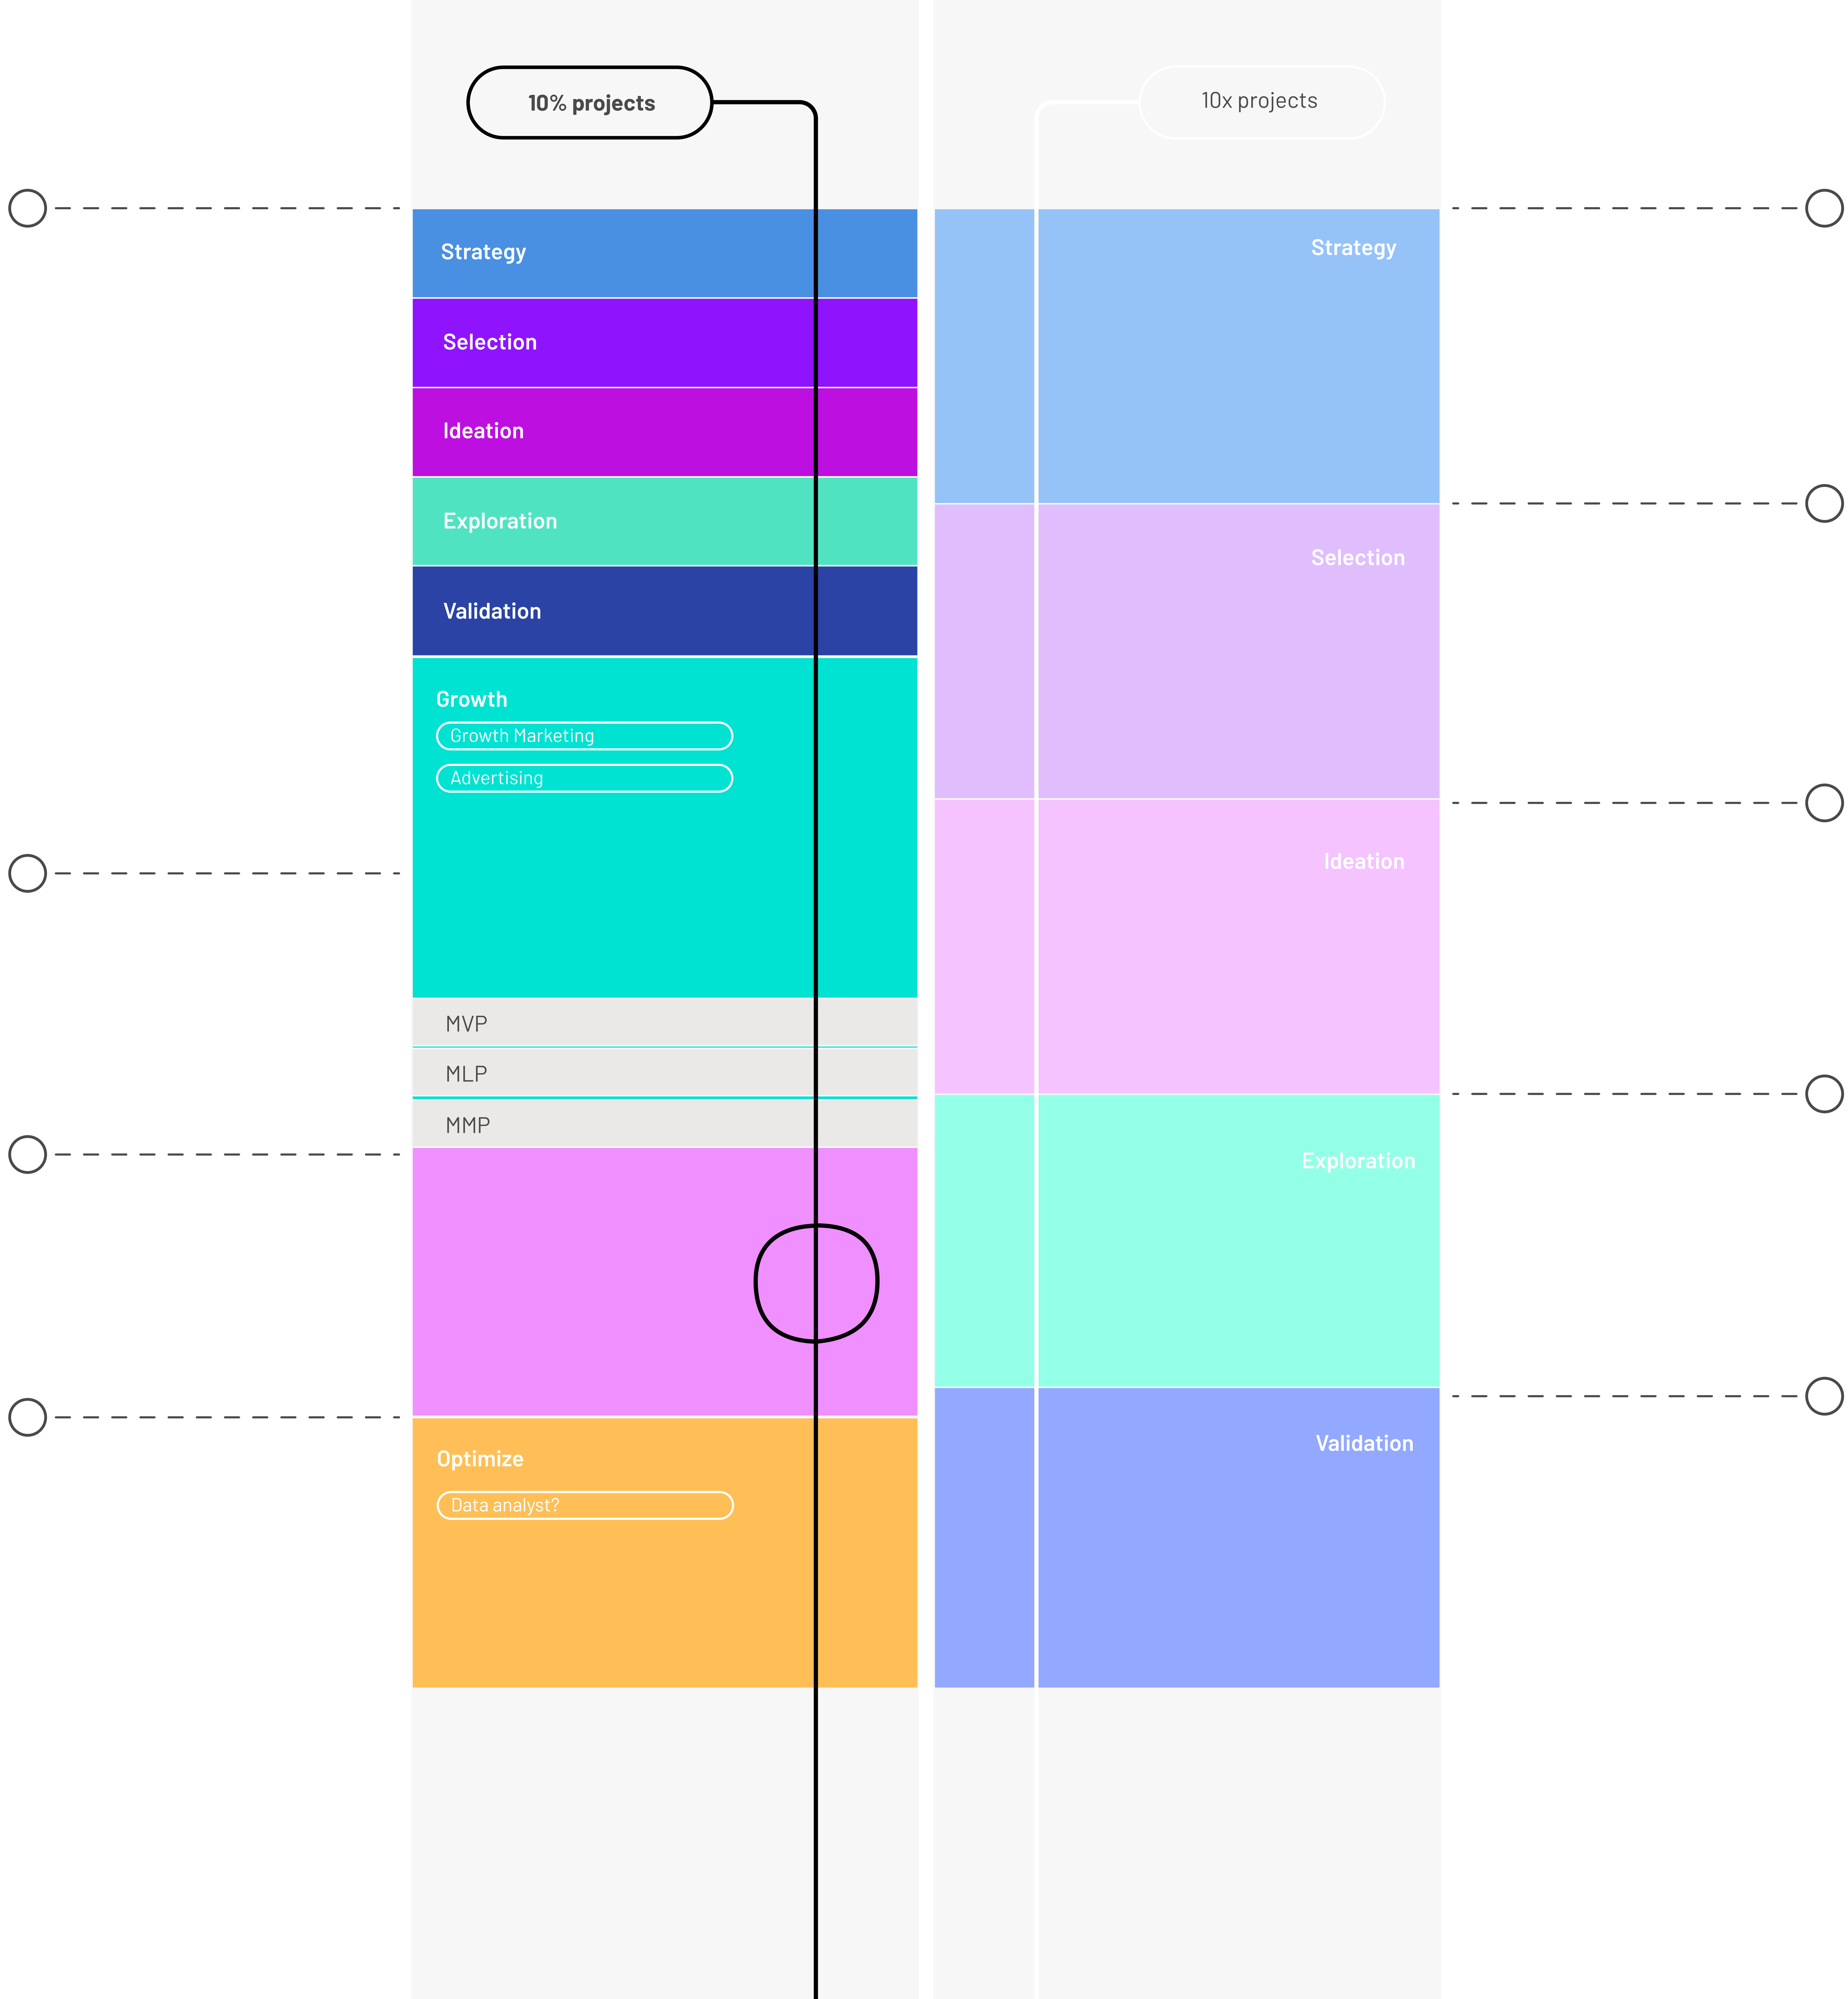 10% projects
Strategy
Selection
Ideation
Exploration
Validation
Growth
Growth Marketing
Advertising
MVP
MLP
MMP
Optimize
Data analyst?
10x projects
Strategy
Selection
Ideation
Exploration
Validation